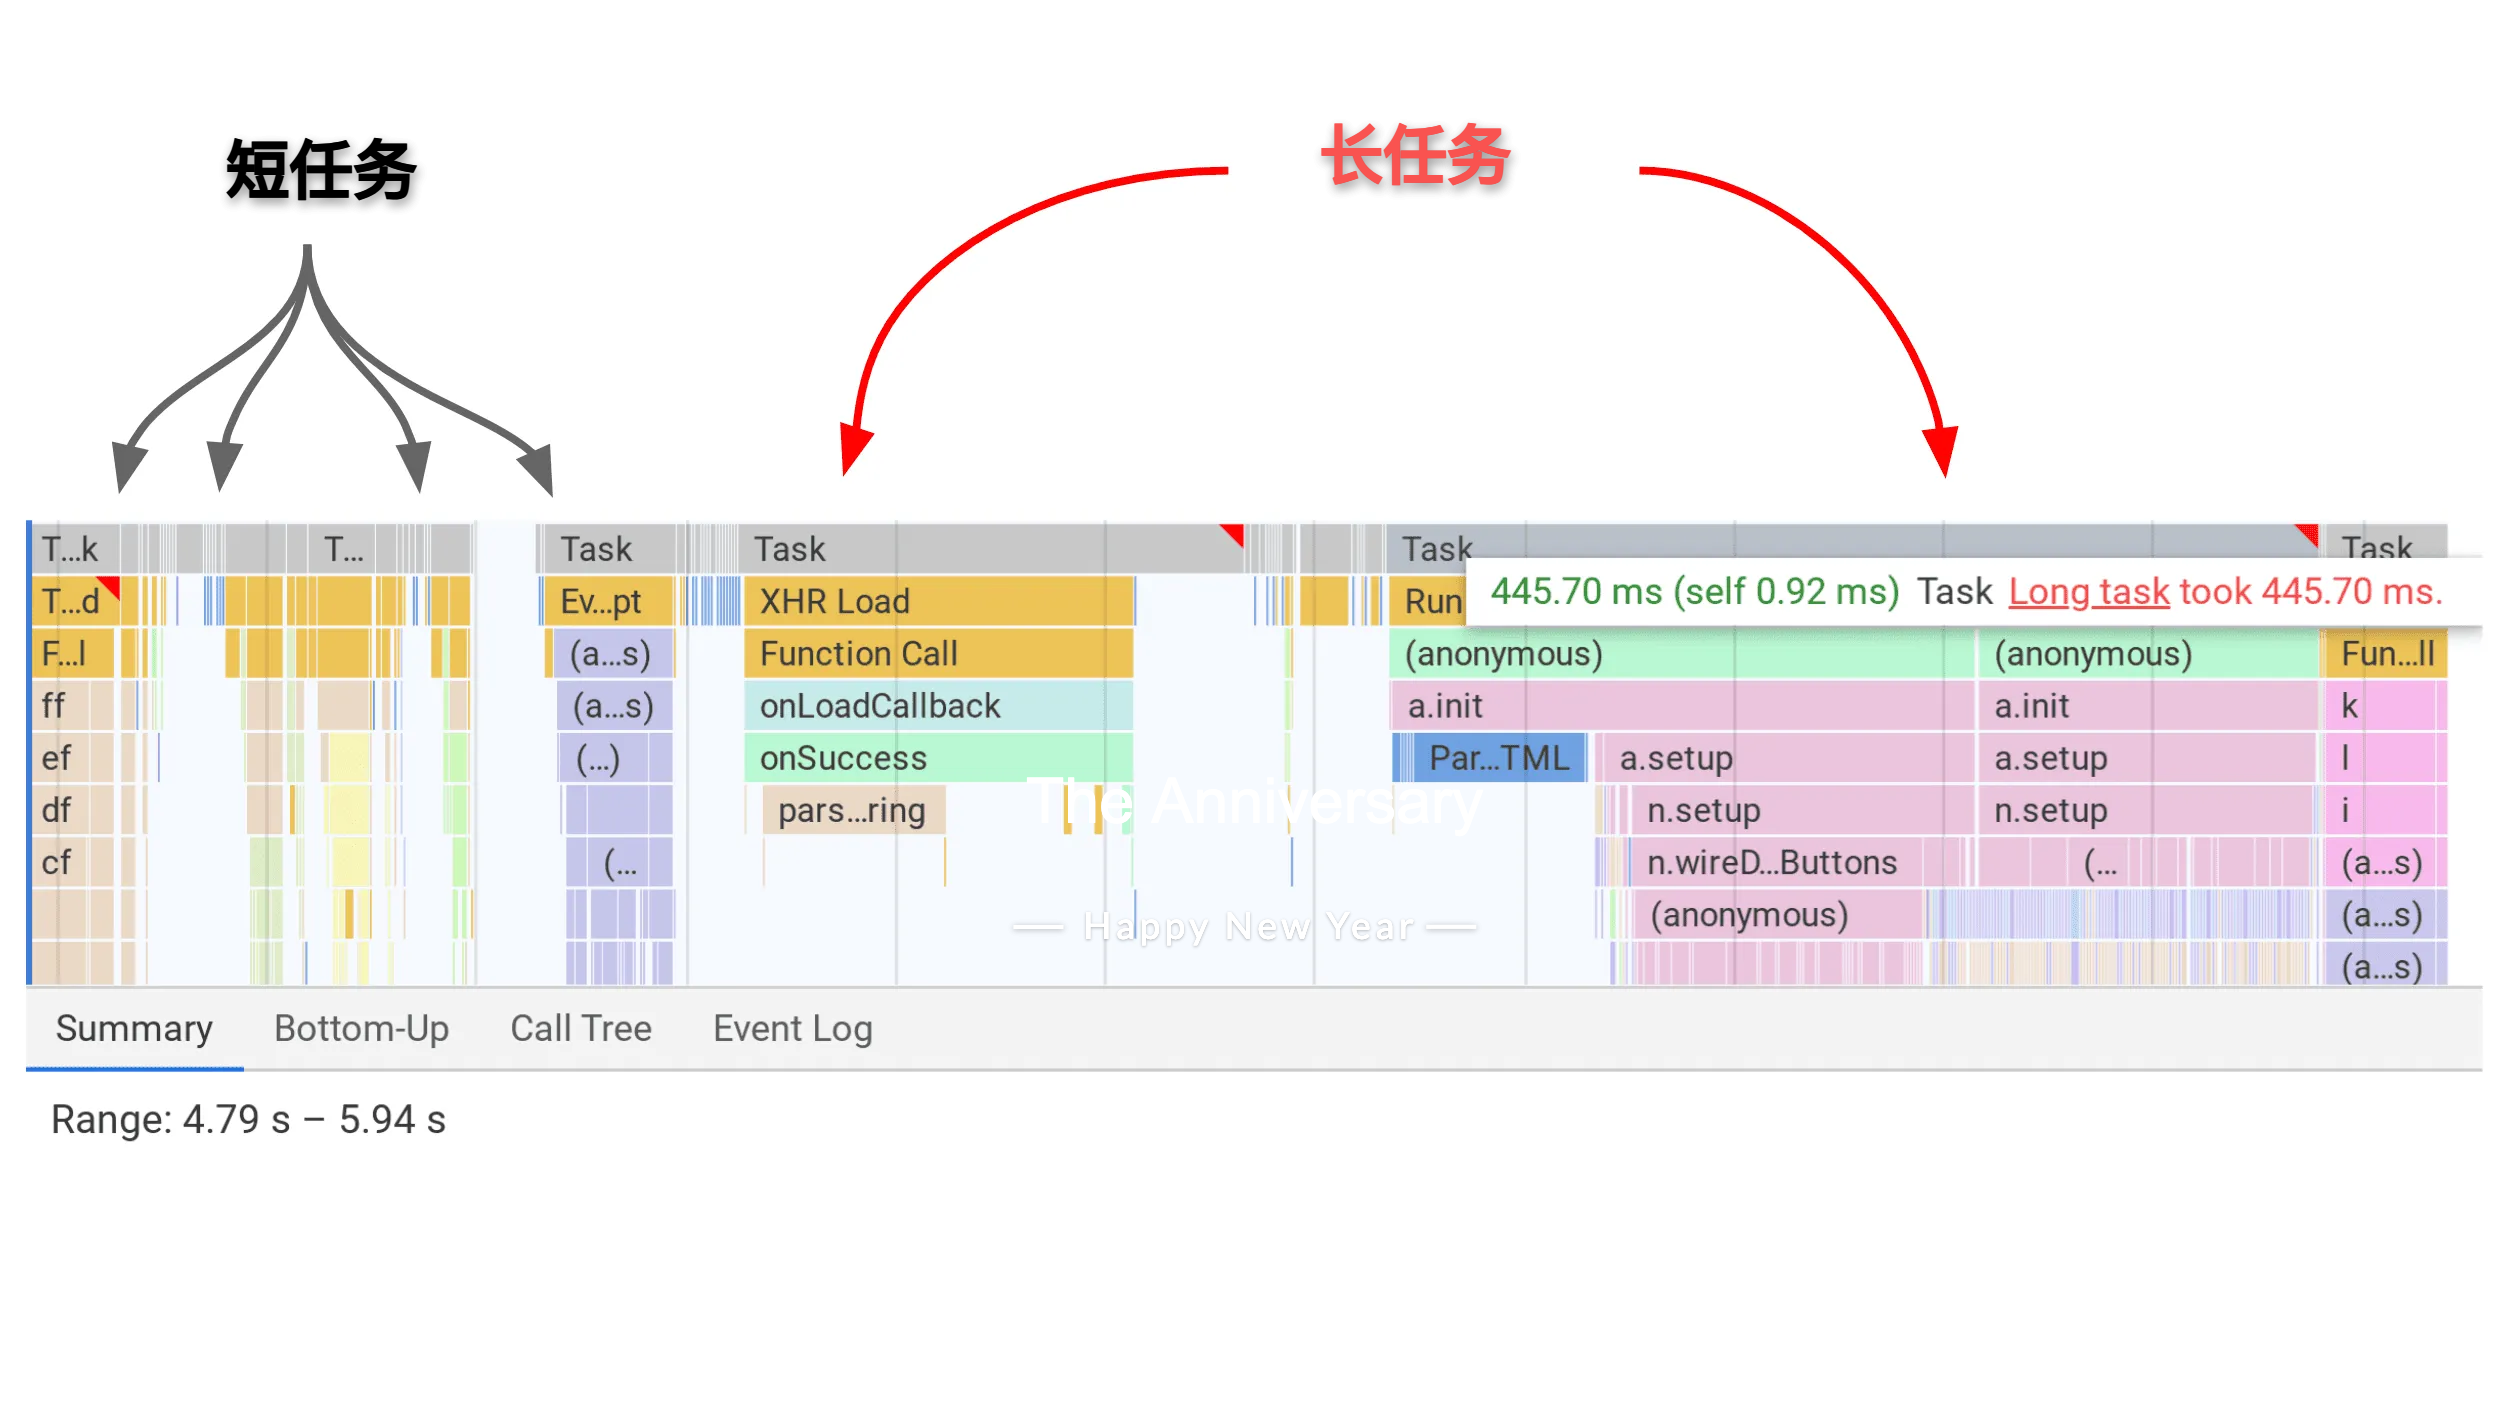 短任务
长任务
T...k T... Task Task Task Task
T...d Ev...pt XHR Load Run 445.70 ms (self 0.92 ms) Task Long task took 445.70 ms.
F...l (a...s) Function Call (anonymous) (anonymous) Fun...ll
ff (a...s) onLoadCallback a.init a.init k
ef (...) onSuccess Par...TML a.setup a.setup l
df pars...ring The Anniversary n.setup n.setup i
cf (... n.wireD...Buttons (... (a...s)
Happy New Year (anonymous) (a...s)
(a...s)
Summary Bottom-Up Call Tree Event Log
Range: 4.79 s – 5.94 s